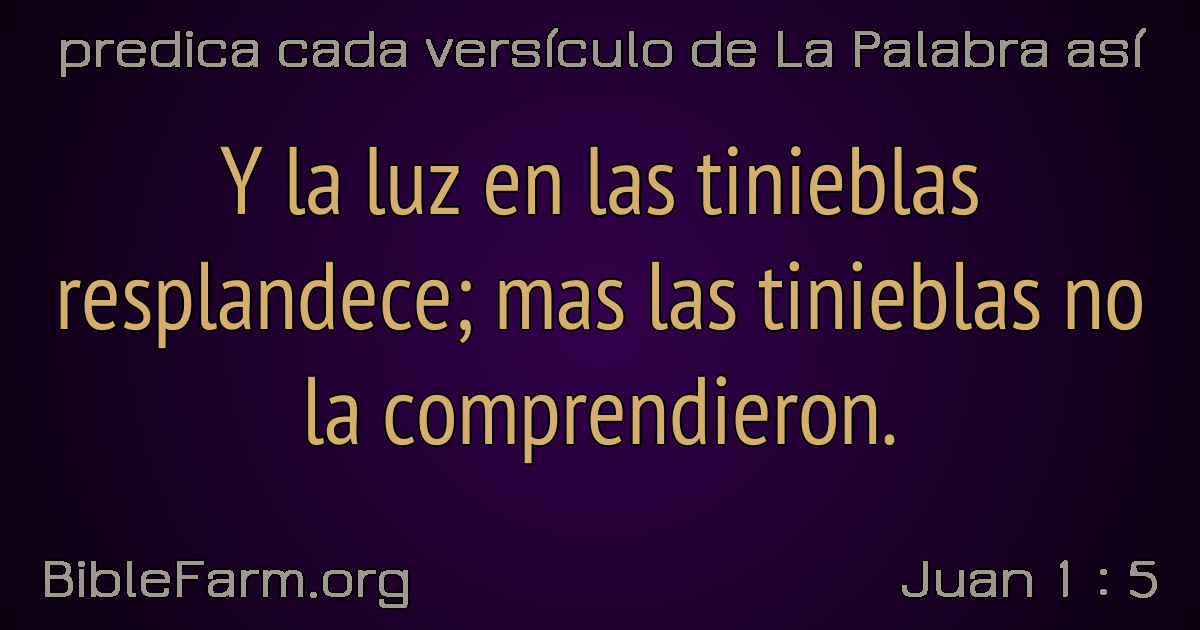 predica cada versículo de La Palabra así
Y la luz en las tinieblas
resplandece; mas las tinieblas no
la comprendieron.
BibleFarm.org
Juan 1 : 5